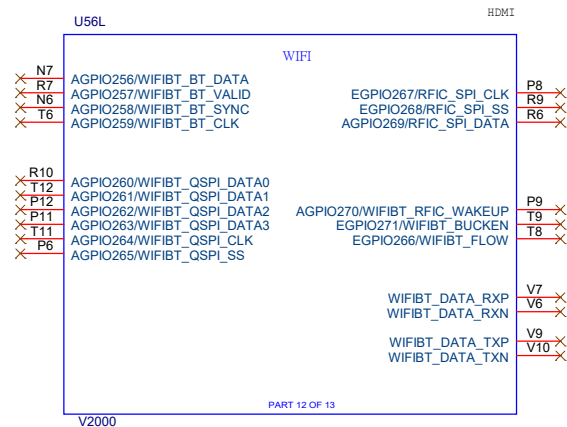 HDMI
U56L
WIFI
N7 AGPIO256/WIFIBT_BT_DATA
R7 AGPIO257/WIFIBT_BT_VALID
N6 AGPIO258/WIFIBT_BT_SYNC
T6 AGPIO259/WIFIBT_BT_CLK
EGPIO267/RFIC_SPI_CLK P8
EGPIO268/RFIC_SPI_SS R9
AGPIO269/RFIC_SPI_DATA R6
R10 AGPIO260/WIFIBT_QSPI_DATA0
T12 AGPIO261/WIFIBT_QSPI_DATA1
P12 AGPIO262/WIFIBT_QSPI_DATA2
P11 AGPIO263/WIFIBT_QSPI_DATA3
T11 AGPIO264/WIFIBT_QSPI_CLK
P6 AGPIO265/WIFIBT_QSPI_SS
AGPIO270/WIFIBT_RFIC_WAKEUP P9
EGPIO271/WIFIBT_BUCKEN T9
EGPIO266/WIFIBT_FLOW T8
WIFIBT_DATA_RXP V7
WIFIBT_DATA_RXN V6
WIFIBT_DATA_TXP V9
WIFIBT_DATA_TXN V10
PART 12 OF 13
V2000